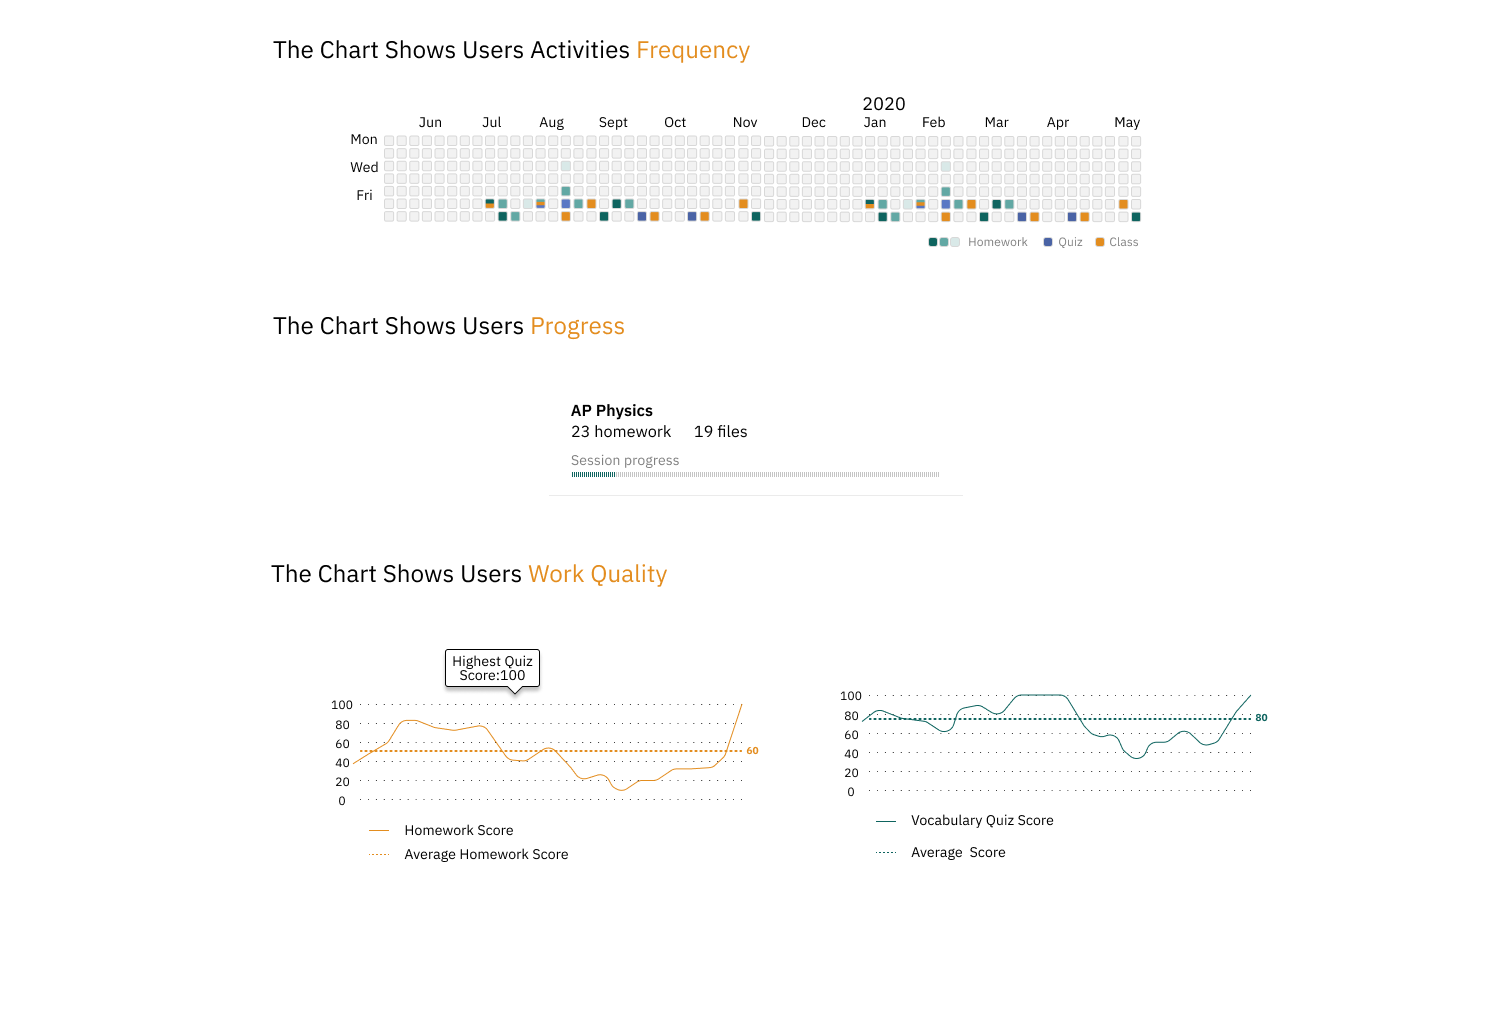 The Chart Shows Users Activities Frequency
2020
Jun Jul Aug Sept Oct Nov Dec Jan Feb Mar Apr May
Mon
Wed
Fri
Homework Quiz Class
The Chart Shows Users Progress
AP Physics
23 homework 19 files
Session progress
The Chart Shows Users Work Quality
Highest Quiz
Score:100
100
80
60
40
20
0
60
Homework Score
Average Homework Score
100
80
60
40
20
0
80
Vocabulary Quiz Score
Average Score